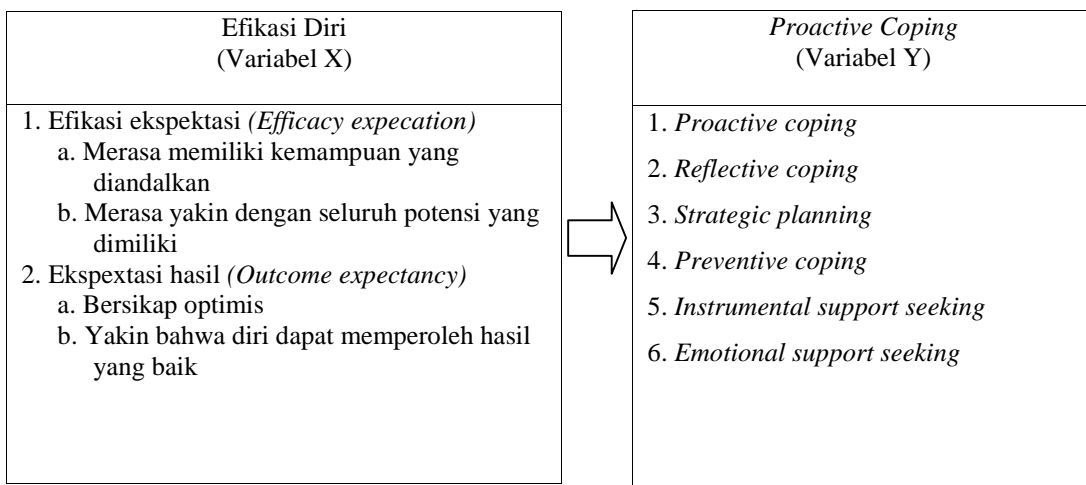 Efikasi Diri
(Variabel X)
1. Efikasi ekspektasi (Efficacy expecation)
a. Merasa memiliki kemampuan yang
diandalkan
b. Merasa yakin dengan seluruh potensi yang
dimiliki
2. Ekspextasi hasil (Outcome expectancy)
a. Bersikap optimis
b. Yakin bahwa diri dapat memperoleh hasil
yang baik
Proactive Coping
(Variabel Y)
1. Proactive coping
2. Reflective coping
3. Strategic planning
4. Preventive coping
5. Instrumental support seeking
6. Emotional support seeking